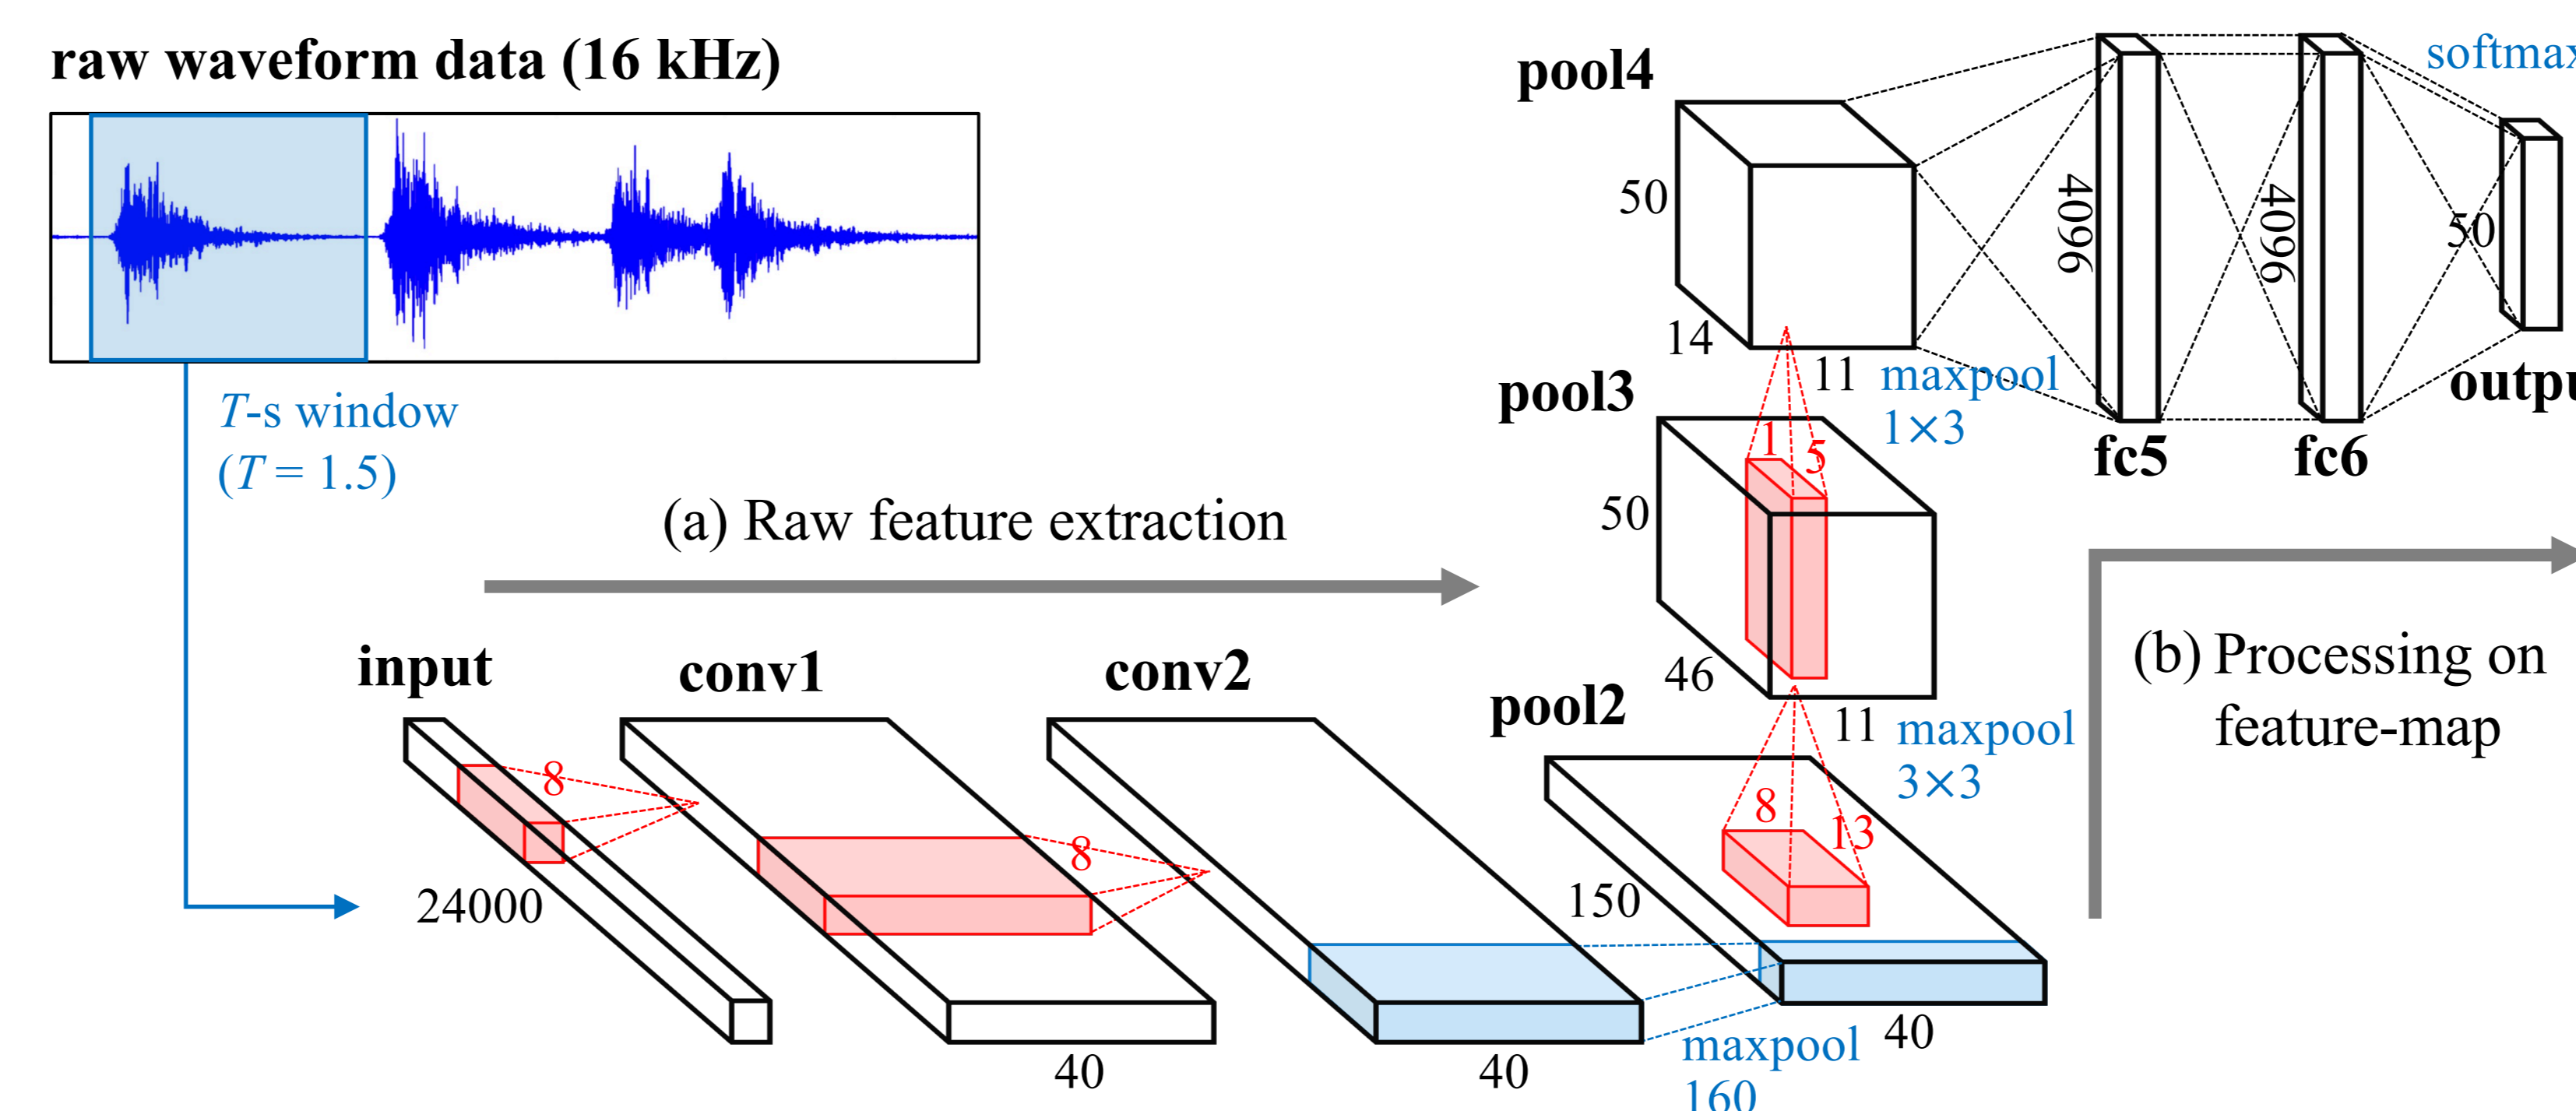 raw waveform data (16 kHz)
T-s window
(T = 1.5)
(a) Raw feature extraction
input
8
24000
conv1
8
40
conv2
40
maxpool
160
pool2
150
8
13
40
pool3
50
46
11
1
5
maxpool
3×3
pool4
50
14
11
maxpool
1×3
4096
fc5
4096
fc6
softmax
50
outpu
(b) Processing on
feature-map